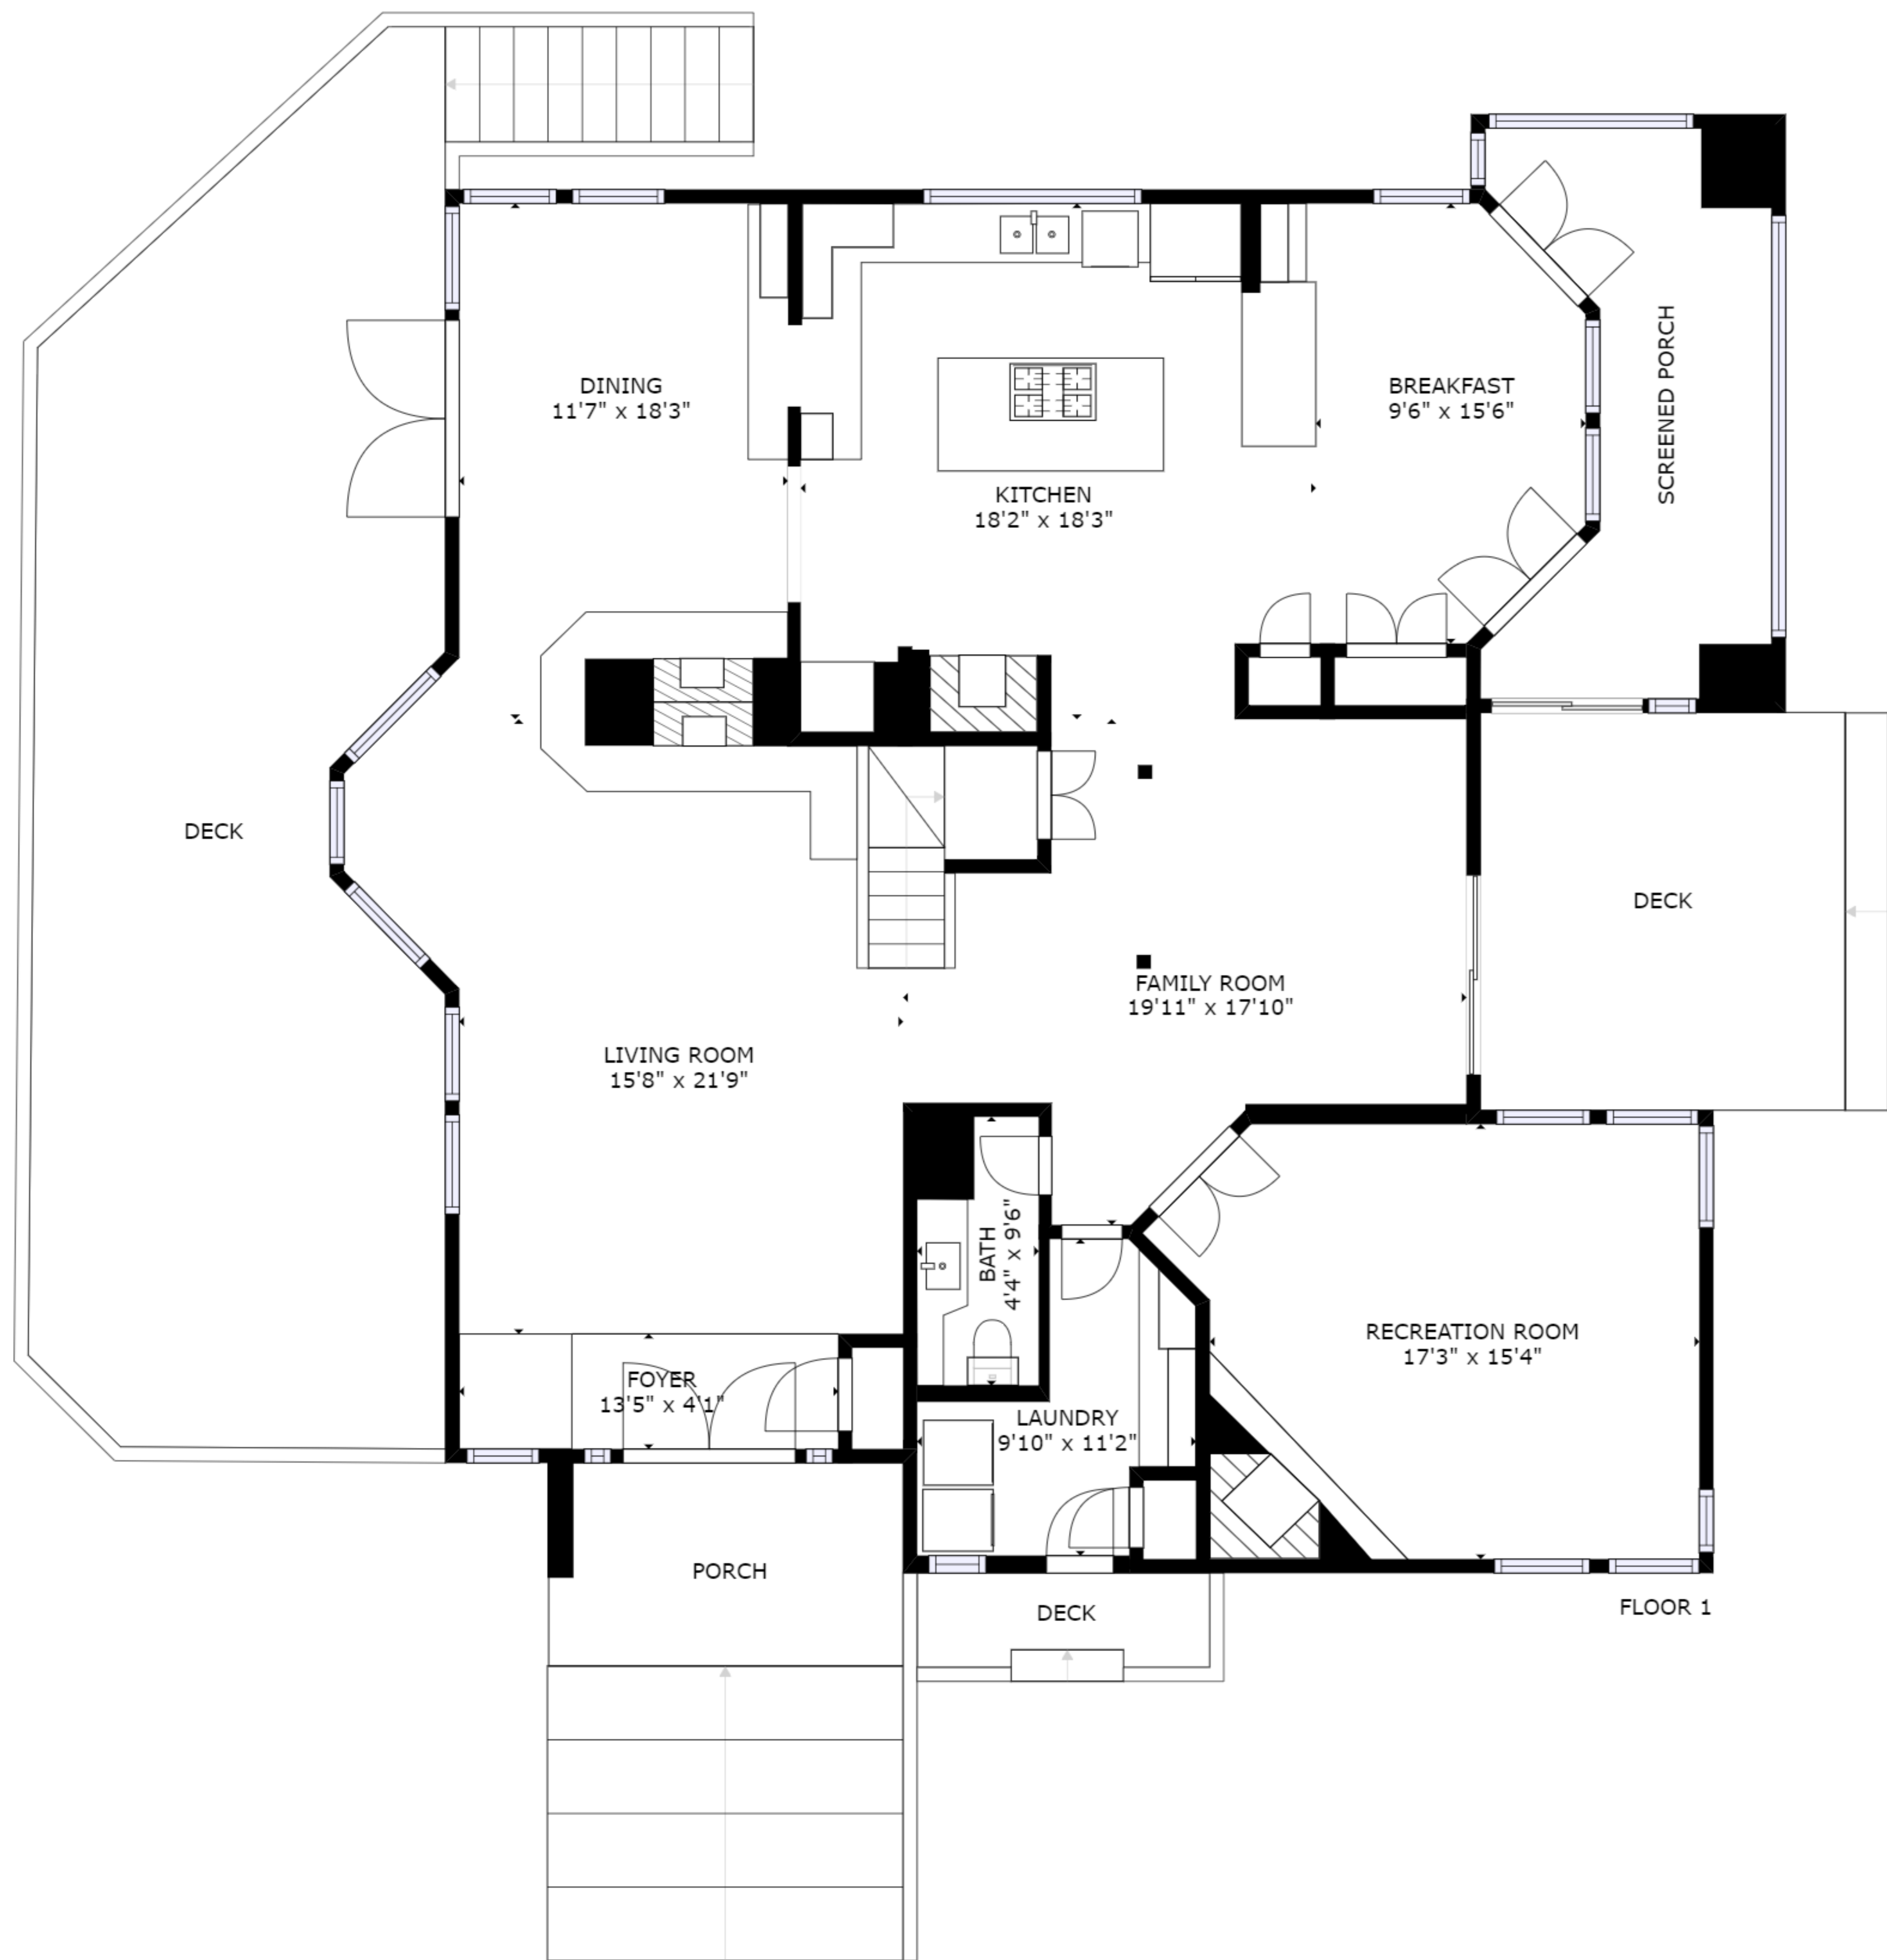 DINING
11'7" x 18'3"
BREAKFAST
9'6" x 15'6"
SCREENED PORCH
KITCHEN
18'2" x 18'3"
DECK
DECK
FAMILY ROOM
19'11" x 17'10"
LIVING ROOM
15'8" x 21'9"
BATH
4'4" x 9'6"
RECREATION ROOM
17'3" x 15'4"
FOYER
13'5" x 4'1"
LAUNDRY
9'10" x 11'2"
PORCH
DECK
FLOOR 1